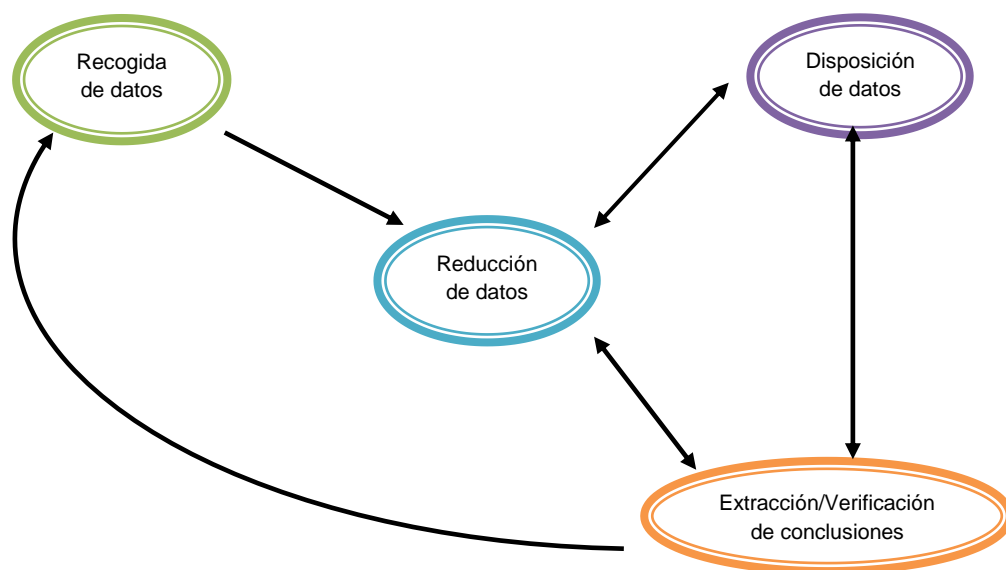 Recogida
de datos
Disposición
de datos
Reducción
de datos
Extracción/Verificación
de conclusiones